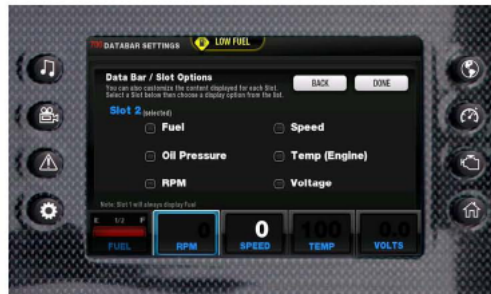 DATABAR SETTINGS
LOW FUEL
Data Bar / Slot Options
You can also customize the content displayed for each Slot.
Select a Slot below then choose a display option from the list.
BACK
DONE
Slot 2 (selected)
Fuel
Speed
Oil Pressure
Temp (Engine)
RPM
Voltage
Note: Slot 1 will always display Fuel
E 1/2 F
FUEL
0
RPM
0
SPEED
100
TEMP
0.0
VOLTS